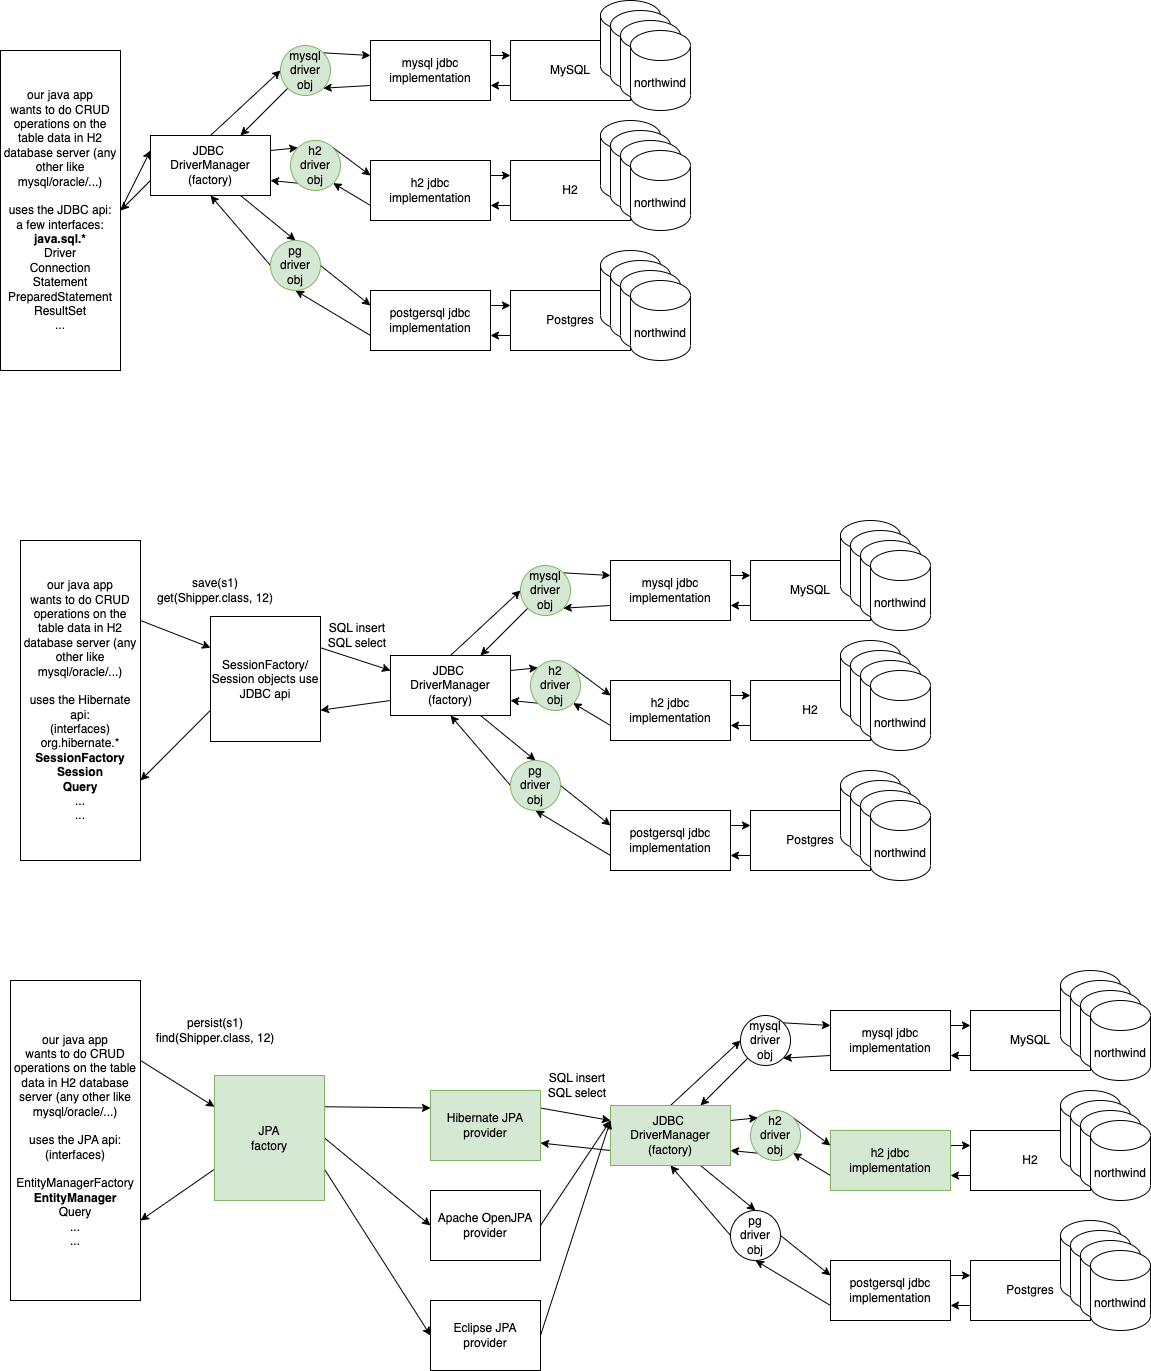 our java app
wants to do CRUD
operations on the
table data in H2
database server (any
other like
mysql/oracle/...)
uses the JDBC api:
a few interfaces:
java.sql.*
Driver
Connection
Statement
PreparedStatement
ResultSet
...
JDBC
DriverManager
(factory)
mysql
driver
obj
mysql jdbc
implementation
MySQL
northwind
h2
driver
obj
h2 jdbc
implementation
H2
northwind
pg
driver
obj
postgersql jdbc
implementation
Postgres
northwind
our java app
wants to do CRUD
operations on the
table data in H2
database server (any
other like
mysql/oracle/...)
uses the Hibernate
api:
(interfaces)
org.hibernate.*
SessionFactory
Session
Query
...
...
save(s1)
get(Shipper.class, 12)
SessionFactory/
Session objects use
JDBC api
SQL insert
SQL select
JDBC
DriverManager
(factory)
mysql
driver
obj
mysql jdbc
implementation
MySQL
northwind
h2
driver
obj
h2 jdbc
implementation
H2
northwind
pg
driver
obj
postgersql jdbc
implementation
Postgres
northwind
our java app
wants to do CRUD
operations on the table
data in H2 database
server (any other like
mysql/oracle/...)
uses the JPA api:
(interfaces)
EntityManagerFactory
EntityManager
Query
...
...
persist(s1)
find(Shipper.class, 12)
JPA
factory
Hibernate JPA
provider
Apache OpenJPA
provider
Eclipse JPA
provider
SQL insert
SQL select
JDBC
DriverManager
(factory)
mysql
driver
obj
mysql jdbc
implementation
MySQL
northwind
h2
driver
obj
h2 jdbc
implementation
H2
northwind
pg
driver
obj
postgersql jdbc
implementation
Postgres
northwind